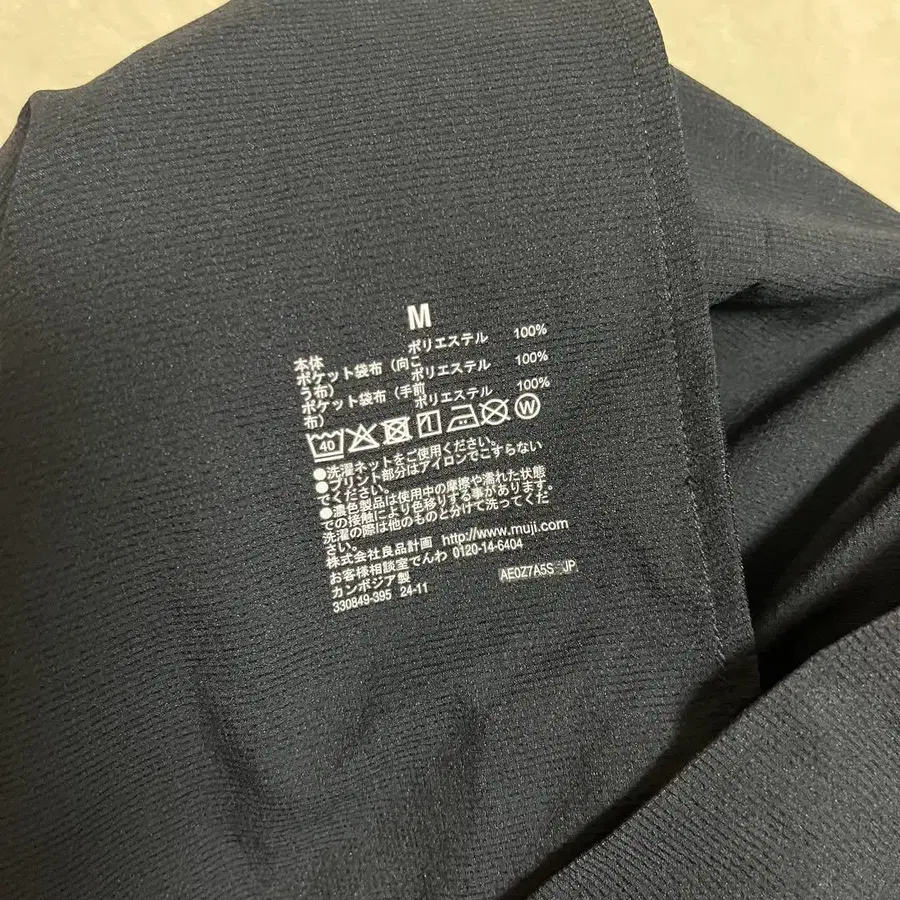 M
本体 ポリエステル 100%
ポケット袋布（向こ ポリエステル 100%
う布）
ポケット袋布（手前 ポリエステル 100%
布）
40 W
●洗濯ネットをご使用ください。
●プリント部分はアイロンでこすらない
でください。
●濃色製品は使用中の摩擦や濡れた状態
での接触により色移りする事があります。
洗濯の際は他のものと分けて洗ってくだ
さい。
株式会社良品計画 http://www.muji.com
お客様相談室でんわ 0120-14-6404
カンボジア製
330849-395 24-11
AE0Z7A5S JP